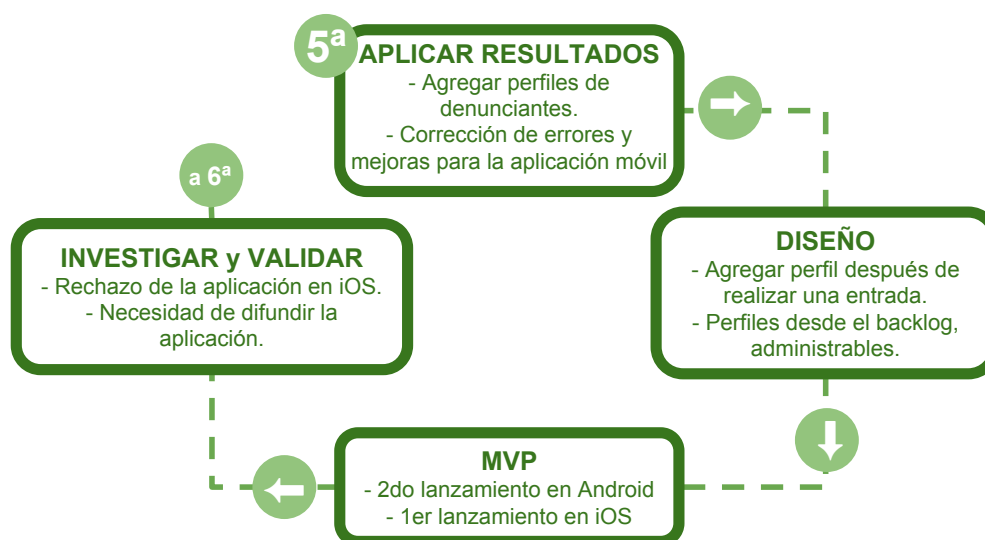 5ª
APLICAR RESULTADOS
- Agregar perfiles de
denunciantes.
- Corrección de errores y
mejoras para la aplicación móvil
DISEÑO
- Agregar perfil después de
realizar una entrada.
- Perfiles desde el backlog,
administrables.
MVP
- 2do lanzamiento en Android
- 1er lanzamiento en iOS
INVESTIGAR y VALIDAR
- Rechazo de la aplicación en iOS.
- Necesidad de difundir la
aplicación.
a 6ª